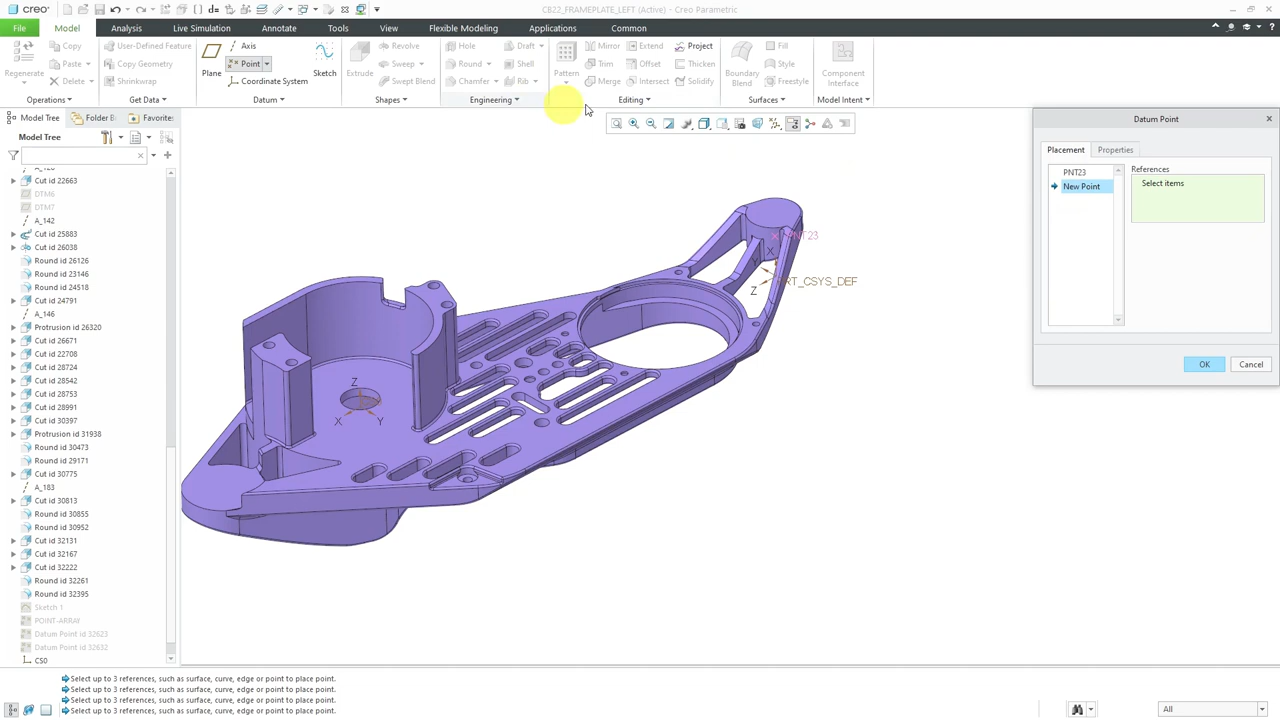 creo CB22_FRAMEPLATE_LEFT (Active) - Creo Parametric
File Model Analysis Live Simulation Annotate Tools View Flexible Modeling Applications Common
Regenerate Copy Paste Delete Operations
User-Defined Feature Copy Geometry Shrinkwrap Get Data
Plane Axis Point Coordinate System Sketch Datum
Extrude Revolve Sweep Swept Blend Shapes
Hole Round Chamfer Draft Shell Rib Engineering
Pattern Mirror Trim Merge Extend Offset Intersect Project Thicken Solidify Editing
Boundary Blend Fill Style Freestyle Surfaces
Component Interface Model Intent
Model Tree Folder B Favorite:
Model Tree
Cut id 22663
DTM6
DTM7
A_142
Cut id 25883
Cut id 26038
Round id 26126
Round id 23146
Round id 24518
Cut id 24791
A_146
Protrusion id 26320
Cut id 26671
Cut id 22708
Cut id 28724
Cut id 28542
Cut id 28753
Cut id 28991
Cut id 30397
Protrusion id 31938
Round id 30473
Round id 29171
Cut id 30775
A_183
Cut id 30813
Round id 30855
Round id 30952
Cut id 32131
Cut id 32167
Cut id 32222
Round id 32261
Round id 32395
Sketch 1
POINT-ARRAY
Datum Point id 32623
Datum Point id 32632
CS0
PNT23
X
Y
Z
RT_CSYS_DEF
Z
X Y
Datum Point
Placement Properties
PNT23
New Point
References
Select items
OK Cancel
Select up to 3 references, such as surface, curve, edge or point to place point.
Select up to 3 references, such as surface, curve, edge or point to place point.
Select up to 3 references, such as surface, curve, edge or point to place point.
Select up to 3 references, such as surface, curve, edge or point to place point.
All